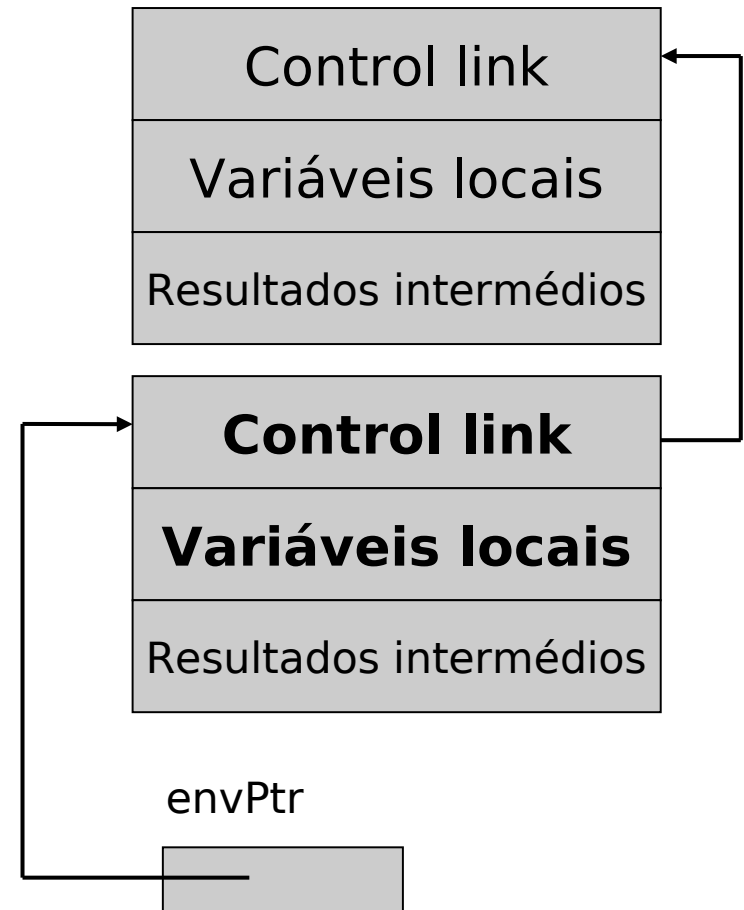 Control link
Variáveis locais
Resultados intermédios
Control link
Variáveis locais
Resultados intermédios
envPtr